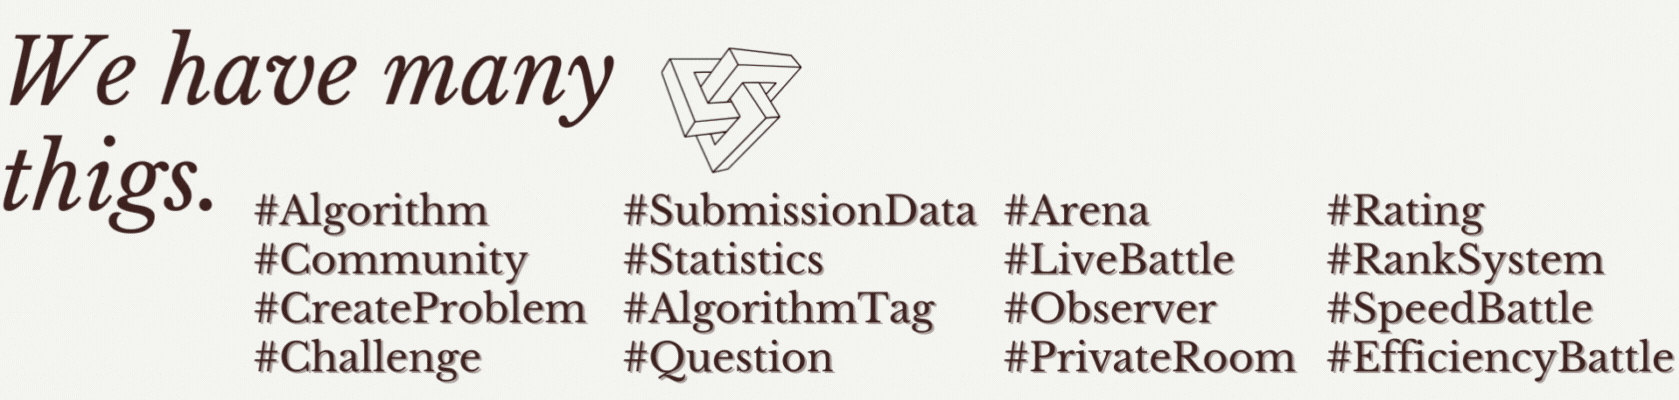 We have many
thigs.
#Algorithm
#Community
#CreateProblem
#Challenge
#SubmissionData
#Statistics
#AlgorithmTag
#Question
#Arena
#LiveBattle
#Observer
#PrivateRoom
#Rating
#RankSystem
#SpeedBattle
#EfficiencyBattle